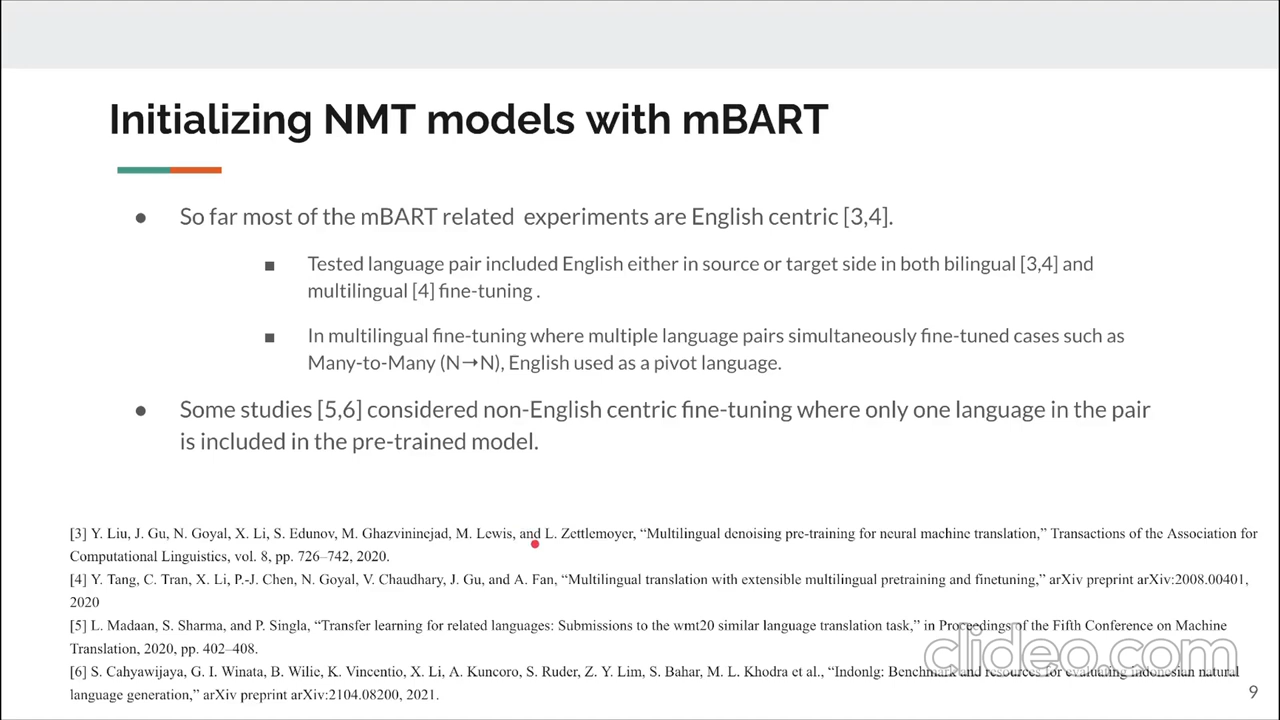 Initializing NMT models with mBART
● So far most of the mBART related experiments are English centric [3,4].
■ Tested language pair included English either in source or target side in both bilingual [3,4] and
multilingual [4] fine-tuning .
■ In multilingual fine-tuning where multiple language pairs simultaneously fine-tuned cases such as
Many-to-Many (N→N), English used as a pivot language.
● Some studies [5,6] considered non-English centric fine-tuning where only one language in the pair
is included in the pre-trained model.
[3] Y. Liu, J. Gu, N. Goyal, X. Li, S. Edunov, M. Ghazvininejad, M. Lewis, and L. Zettlemoyer, “Multilingual denoising pre-training for neural machine translation,” Transactions of the Association for
Computational Linguistics, vol. 8, pp. 726–742, 2020.
[4] Y. Tang, C. Tran, X. Li, P.-J. Chen, N. Goyal, V. Chaudhary, J. Gu, and A. Fan, “Multilingual translation with extensible multilingual pretraining and finetuning,” arXiv preprint arXiv:2008.00401,
2020
[5] L. Madaan, S. Sharma, and P. Singla, “Transfer learning for related languages: Submissions to the wmt20 similar language translation task,” in Proceedings of the Fifth Conference on Machine
Translation, 2020, pp. 402–408.
[6] S. Cahyawijaya, G. I. Winata, B. Wilie, K. Vincentio, X. Li, A. Kuncoro, S. Ruder, Z. Y. Lim, S. Bahar, M. L. Khodra et al., “Indonlg: Benchmark and resources for evaluating indonesian natural
language generation,” arXiv preprint arXiv:2104.08200, 2021.
clideo.com
9